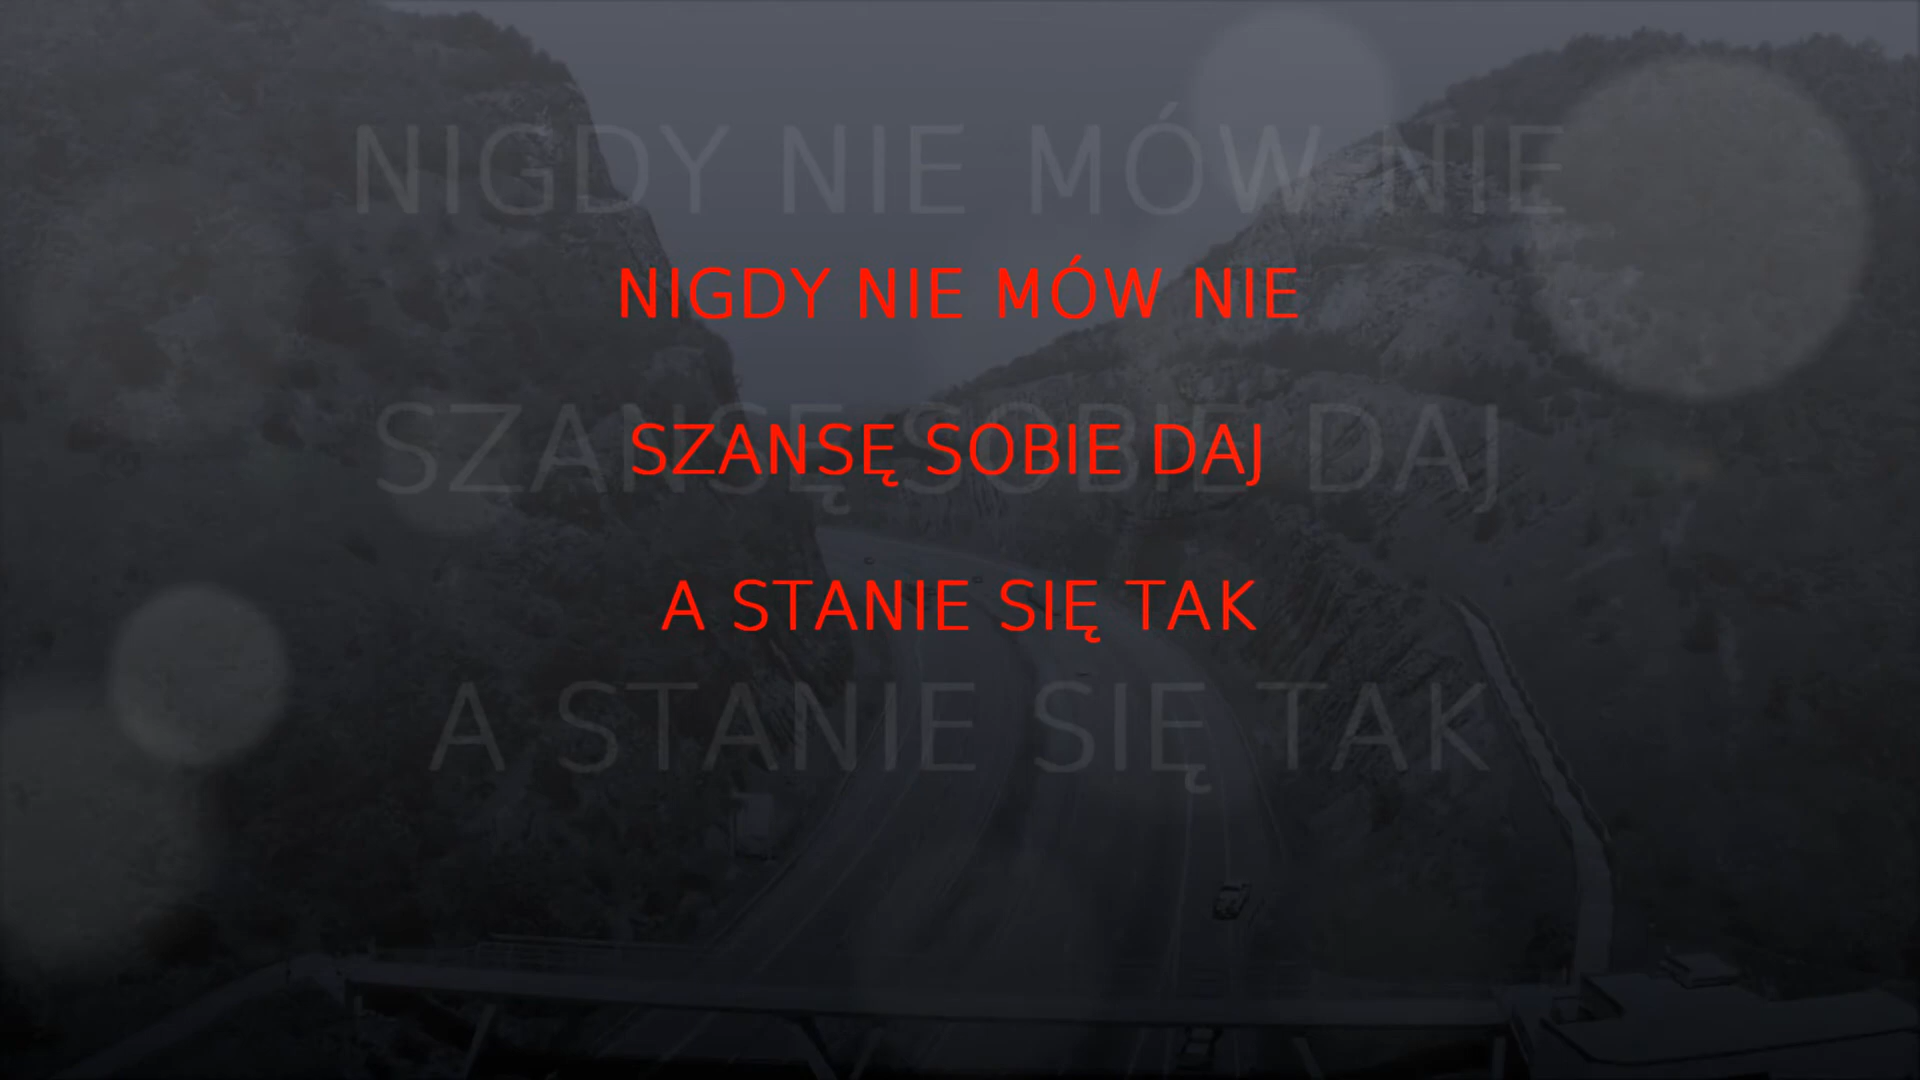 NIGDY NIE MÓW NIE
NIGDY NIE MÓW NIE
SZANSĘ SOBIE DAJ
SZANSĘ SOBIE DAJ
A STANIE SIĘ TAK
A STANIE SIĘ TAK